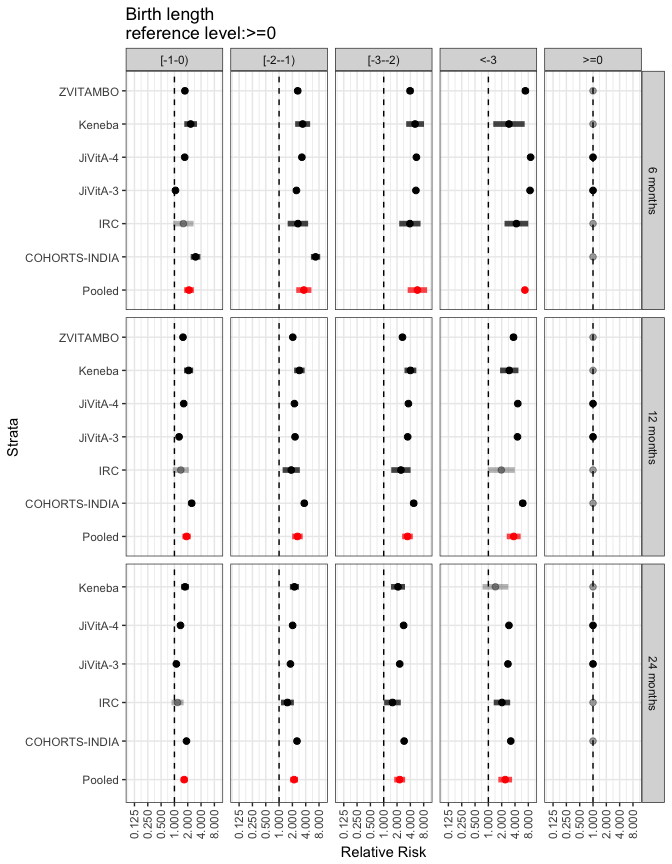 Birth length
reference level:>=0
[-1-0) [-2--1) [-3--2) <-3 >=0
ZVITAMBO
Keneba
JiVitA-4
JiVitA-3
IRC
COHORTS-INDIA
Pooled
6 months
ZVITAMBO
Keneba
JiVitA-4
JiVitA-3
IRC
COHORTS-INDIA
Pooled
12 months
Keneba
JiVitA-4
JiVitA-3
IRC
COHORTS-INDIA
Pooled
24 months
Strata
0.125 0.250 0.500 1.000 2.000 4.000 8.000 0.125 0.250 0.500 1.000 2.000 4.000 8.000 0.125 0.250 0.500 1.000 2.000 4.000 8.000 0.125 0.250 0.500 1.000 2.000 4.000 8.000 0.125 0.250 0.500 1.000 2.000 4.000 8.000
Relative Risk